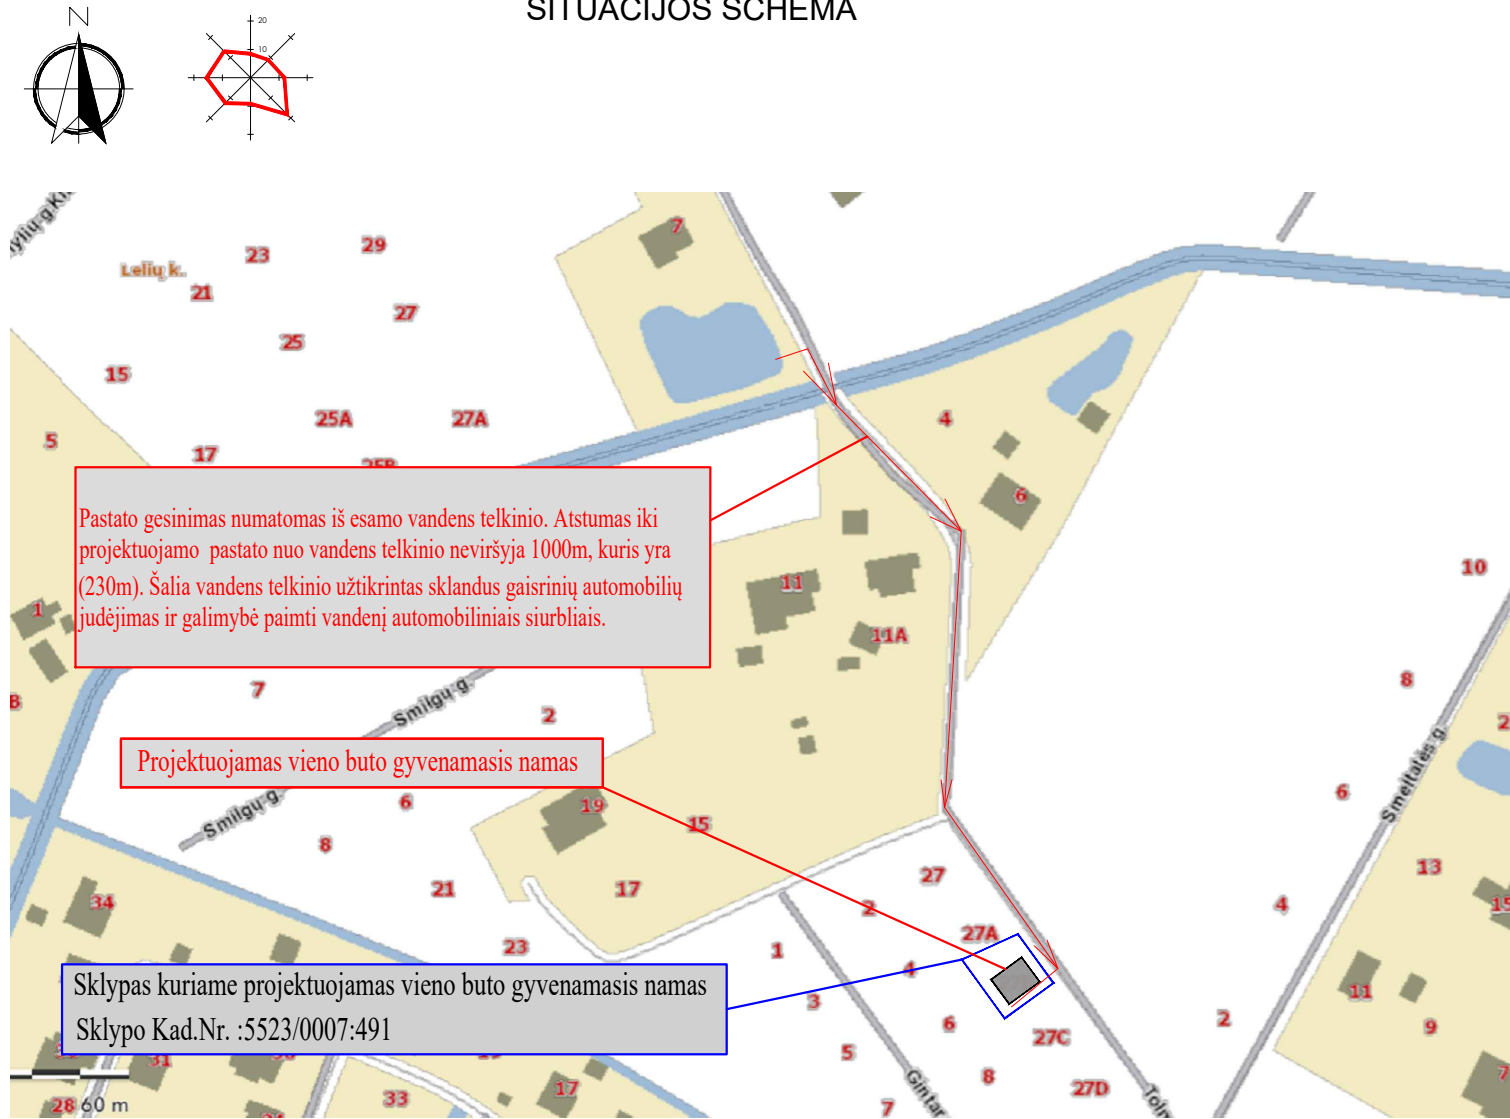 SITUACIJOS SCHEMA
N
20
10
Lelių k.
23
29
21
27
25
15
25A
27A
5
17
7
4
6
Pastato gesinimas numatomas iš esamo vandens telkinio. Atstumas iki
projektuojamo pastato nuo vandens telkinio neviršyja 1000m, kuris yra
(230m). Šalia vandens telkinio užtikrintas sklandus gaisrinių automobilių
judėjimas ir galimybė paimti vandenį automobiliniais siurbliais.
11
11A
10
1
7
Smilgų g.
2
8
Smeltalės g.
6
Projektuojamas vieno buto gyvenamasis namas
6
Smilgų g.
8
19
15
21
17
27
2
13
34
23
1
27A
4
4
15
Sklypas kuriame projektuojamas vieno buto gyvenamasis namas
Sklypo Kad.Nr. :5523/0007:491
3
6
27C
11
2
9
31
5
8
27D
17
7
28
60 m
33
7